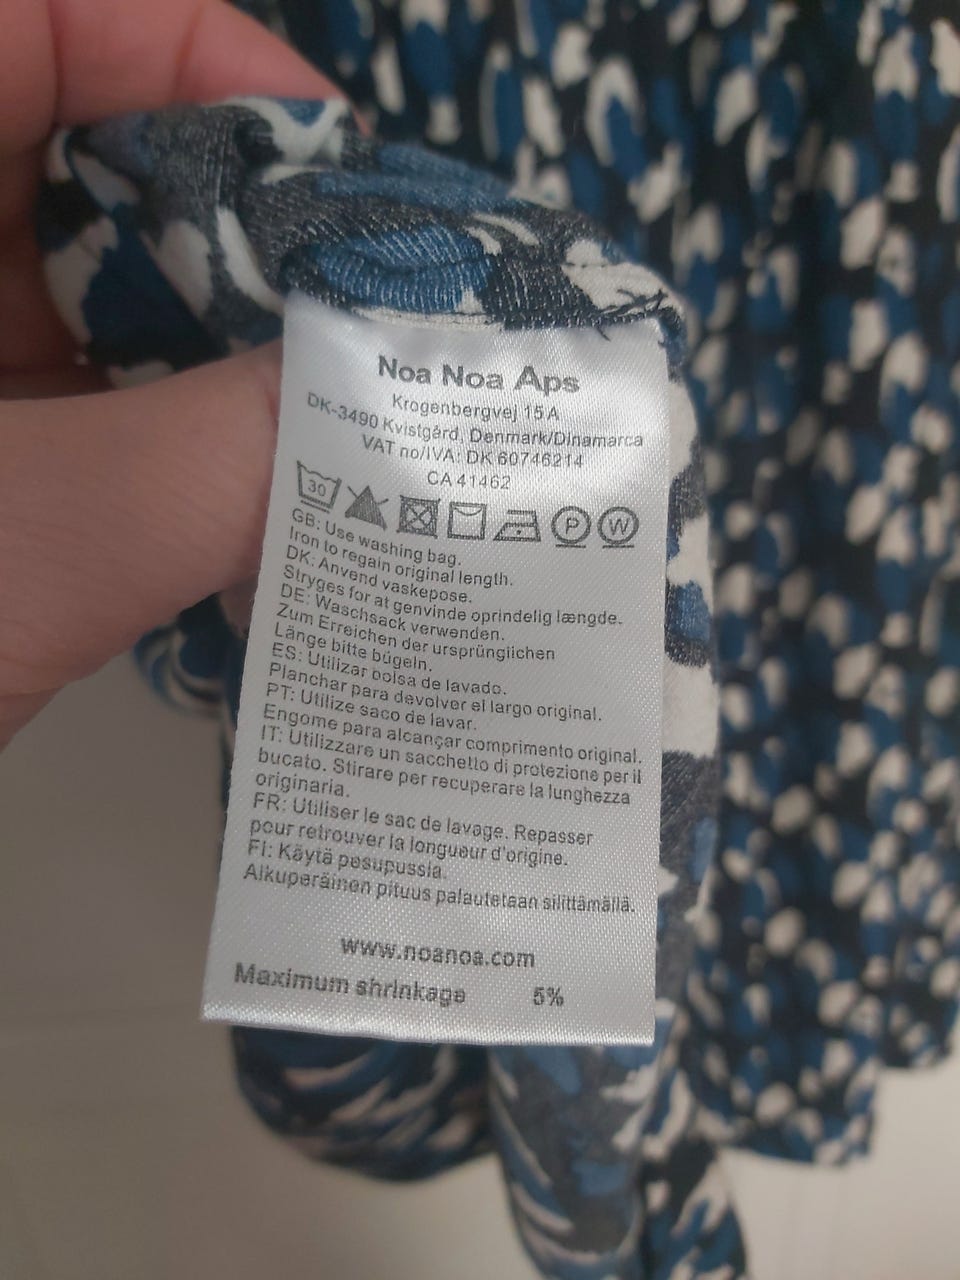 Noa Noa Aps
Krogenbergvej 15A
DK-3490 Kvistgård, Denmark/Dinamarca
VAT no/IVA: DK 60746214
CA 41462
30
P
W
GB: Use washing bag.
Iron to regain original length.
DK: Anvend vaskepose.
Stryges for at genvinde oprindelig længde.
DE: Waschsack verwenden.
Zum Erreichen der ursprünglichen
Länge bitte bügeln.
ES: Utilizar bolsa de lavado.
Planchar para devolver el largo original.
PT: Utilize saco de lavar.
Engome para alcançar comprimento original.
IT: Utilizzare un sacchetto di protezione per il
bucato. Stirare per recuperare la lunghezza
originaria.
FR: Utiliser le sac de lavage. Repasser
pour retrouver la longueur d'origine.
FI: Käytä pesupussia.
Alkuperäinen pituus palautetaan silittämällä.
www.noanoa.com
Maximum shrinkage 5%